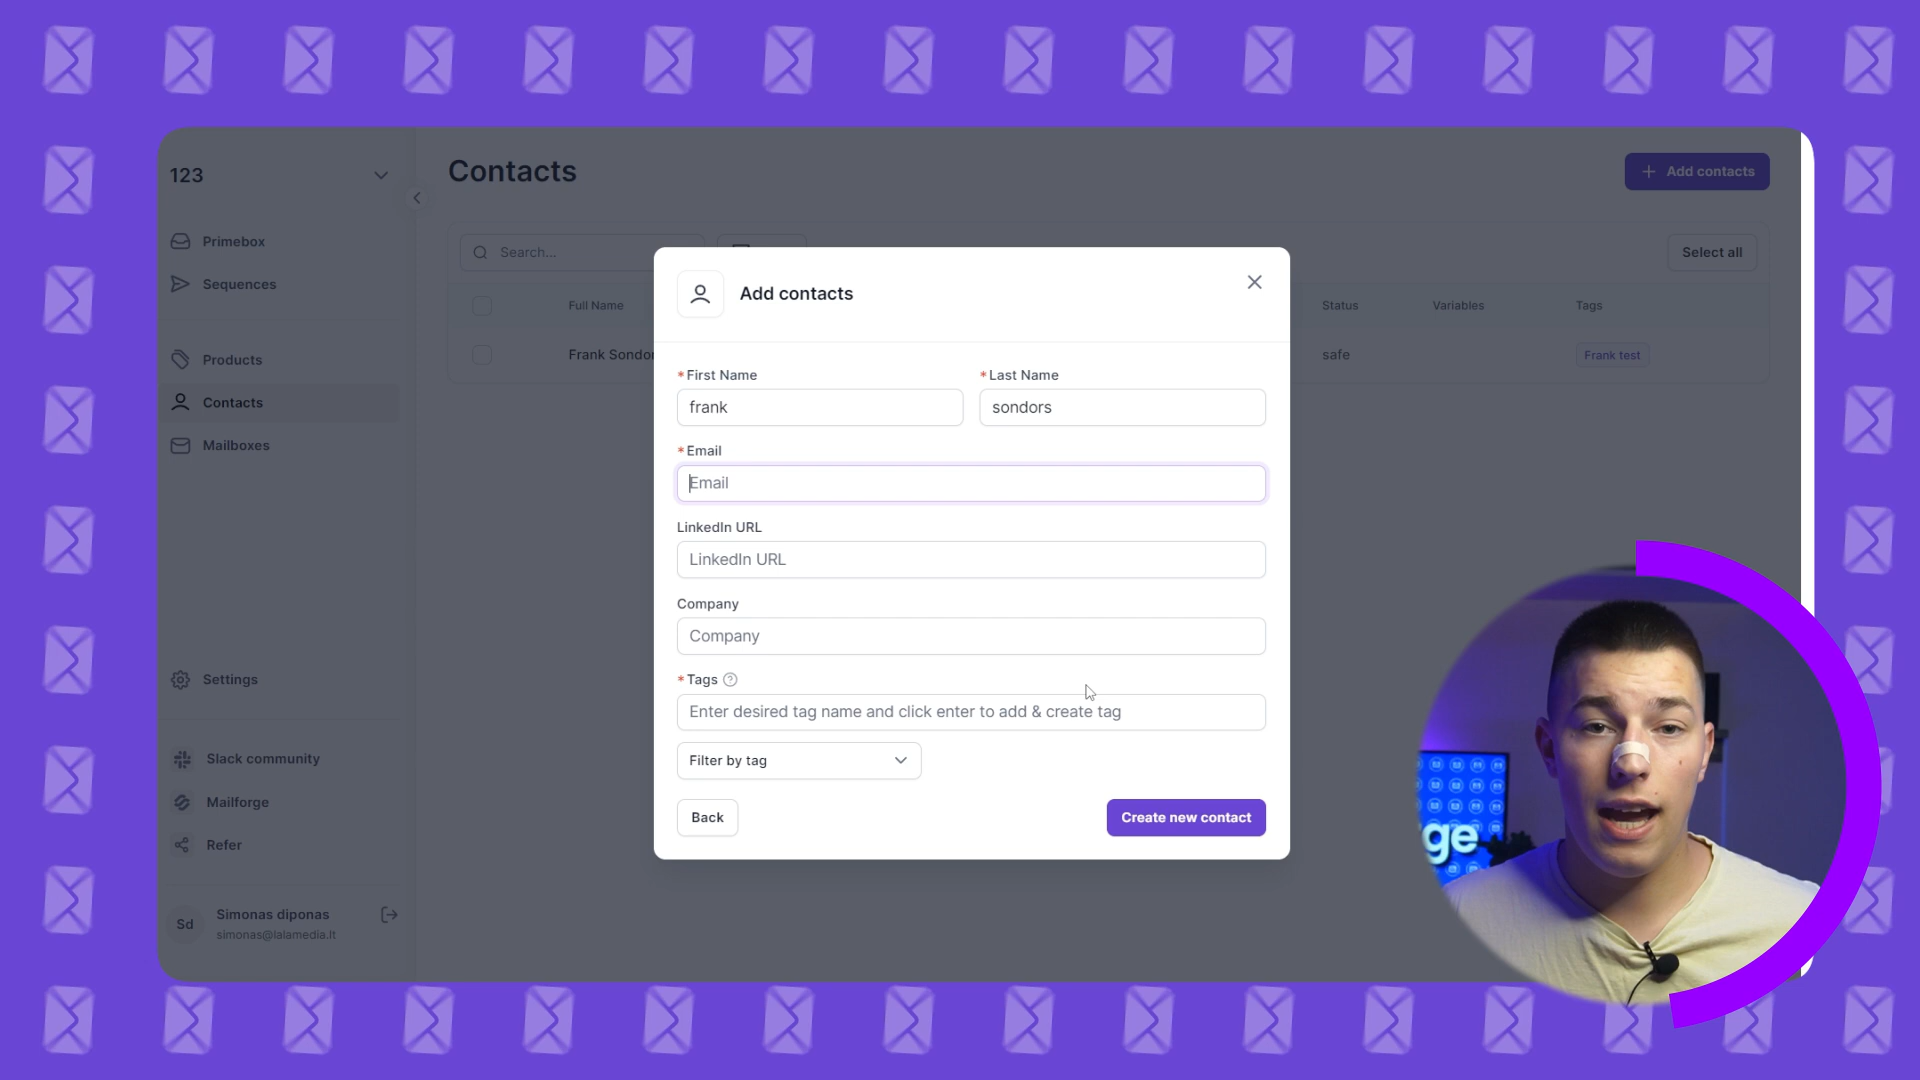 123
Primebox
Sequences
Products
Contacts
Mailboxes
Settings
Slack community
Mailforge
Refer
Sd
Simonas diponas
simonas@lalamedia.lt
Contacts
Add contacts
Search...
Select all
Full Name
Status
Variables
Tags
Frank Sondor
safe
Frank test
Add contacts
*First Name
*Last Name
frank
sondors
*Email
Email
LinkedIn URL
LinkedIn URL
Company
Company
*Tags
Enter desired tag name and click enter to add & create tag
Filter by tag
Back
Create new contact
ge